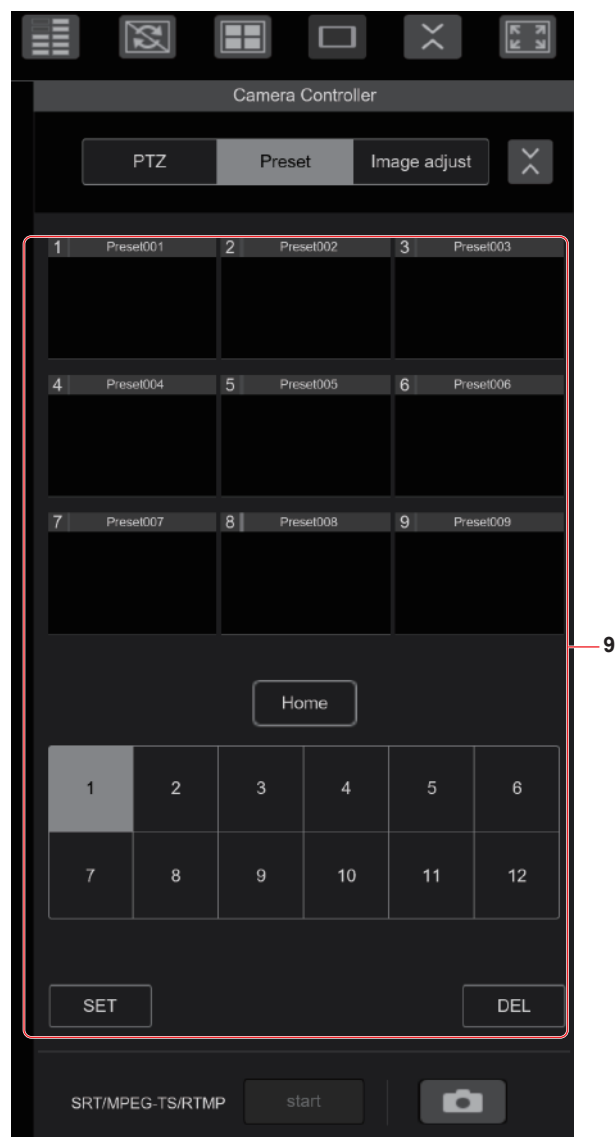 Camera Controller
PTZ Preset Image adjust
1 Preset001 2 Preset002 3 Preset003
4 Preset004 5 Preset005 6 Preset006
7 Preset007 8 Preset008 9 Preset009
9
Home
1 2 3 4 5 6
7 8 9 10 11 12
SET DEL
SRT/MPEG-TS/RTMP start